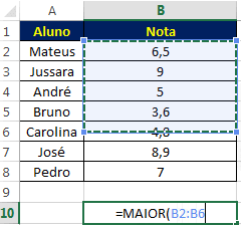 A B
1 Aluno Nota
2 Mateus 6,5
3 Jussara 9
4 André 5
5 Bruno 3,6
6 Carolina 4,8
7 José 8,9
8 Pedro 7
9
10 =MAIOR(B2:B6